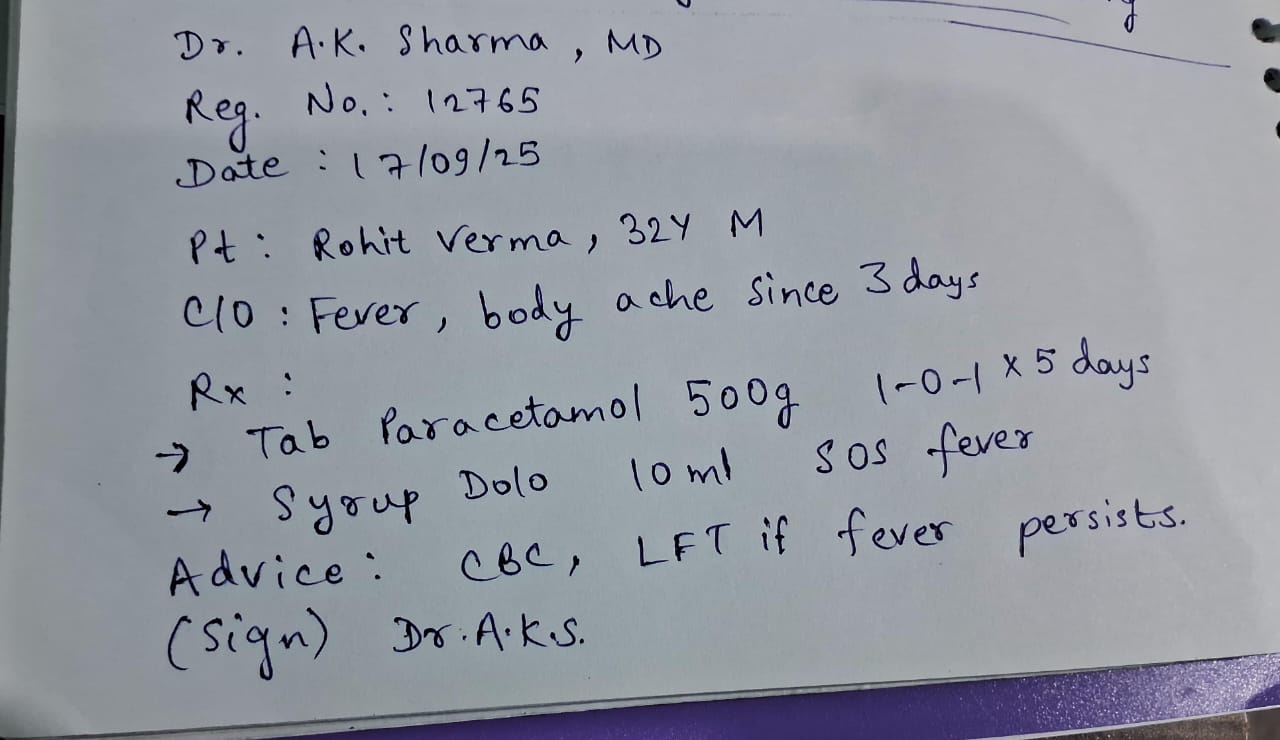 Dr. A.K. Sharma, MD
Reg. No.: 12765
Date: 17/09/25
Pt: Rohit Verma, 32Y M
C/O: Fever, body ache since 3 days
Rx:
→ Tab Paracetamol 500g 1-0-1 x 5 days
→ Syrup Dolo 10 ml SOS fever
Advice: CBC, LFT if fever persists.
(Sign) Dr. A.K.S.